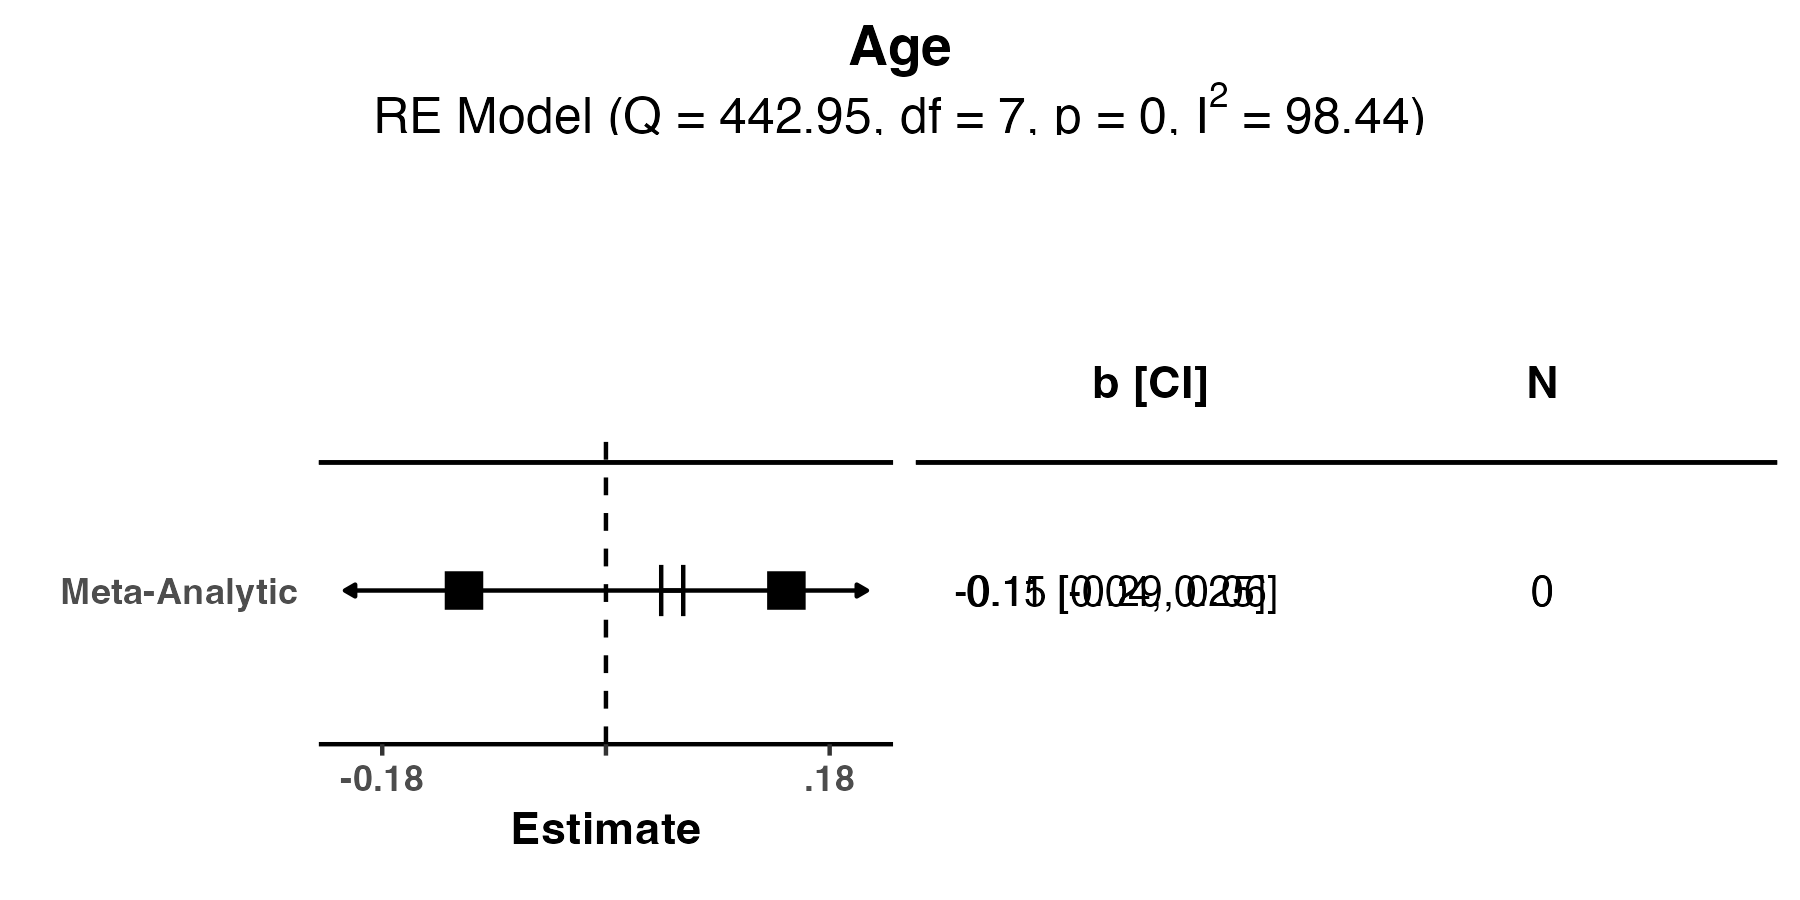 Age
RE Model (Q = 442.95, df = 7, p = 0, I² = 98.44)
b [CI] N
Meta-Analytic 0
-0.18 .18
Estimate